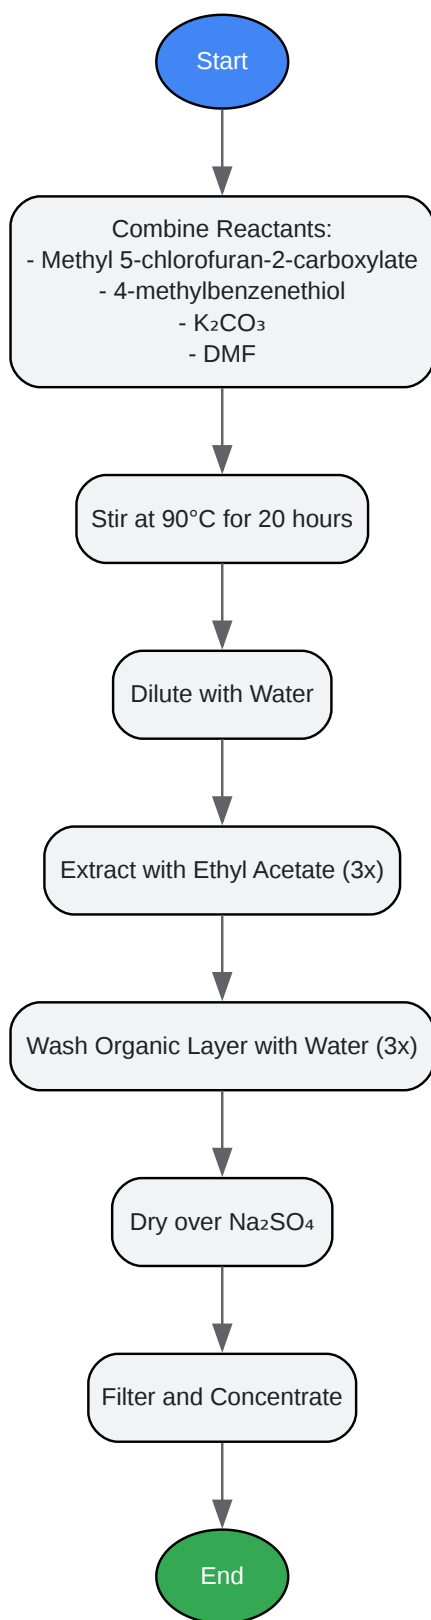 Start
Combine Reactants:
- Methyl 5-chlorofuran-2-carboxylate
- 4-methylbenzenethiol
- K₂CO₃
- DMF
Stir at 90°C for 20 hours
Dilute with Water
Extract with Ethyl Acetate (3x)
Wash Organic Layer with Water (3x)
Dry over Na₂SO₄
Filter and Concentrate
End